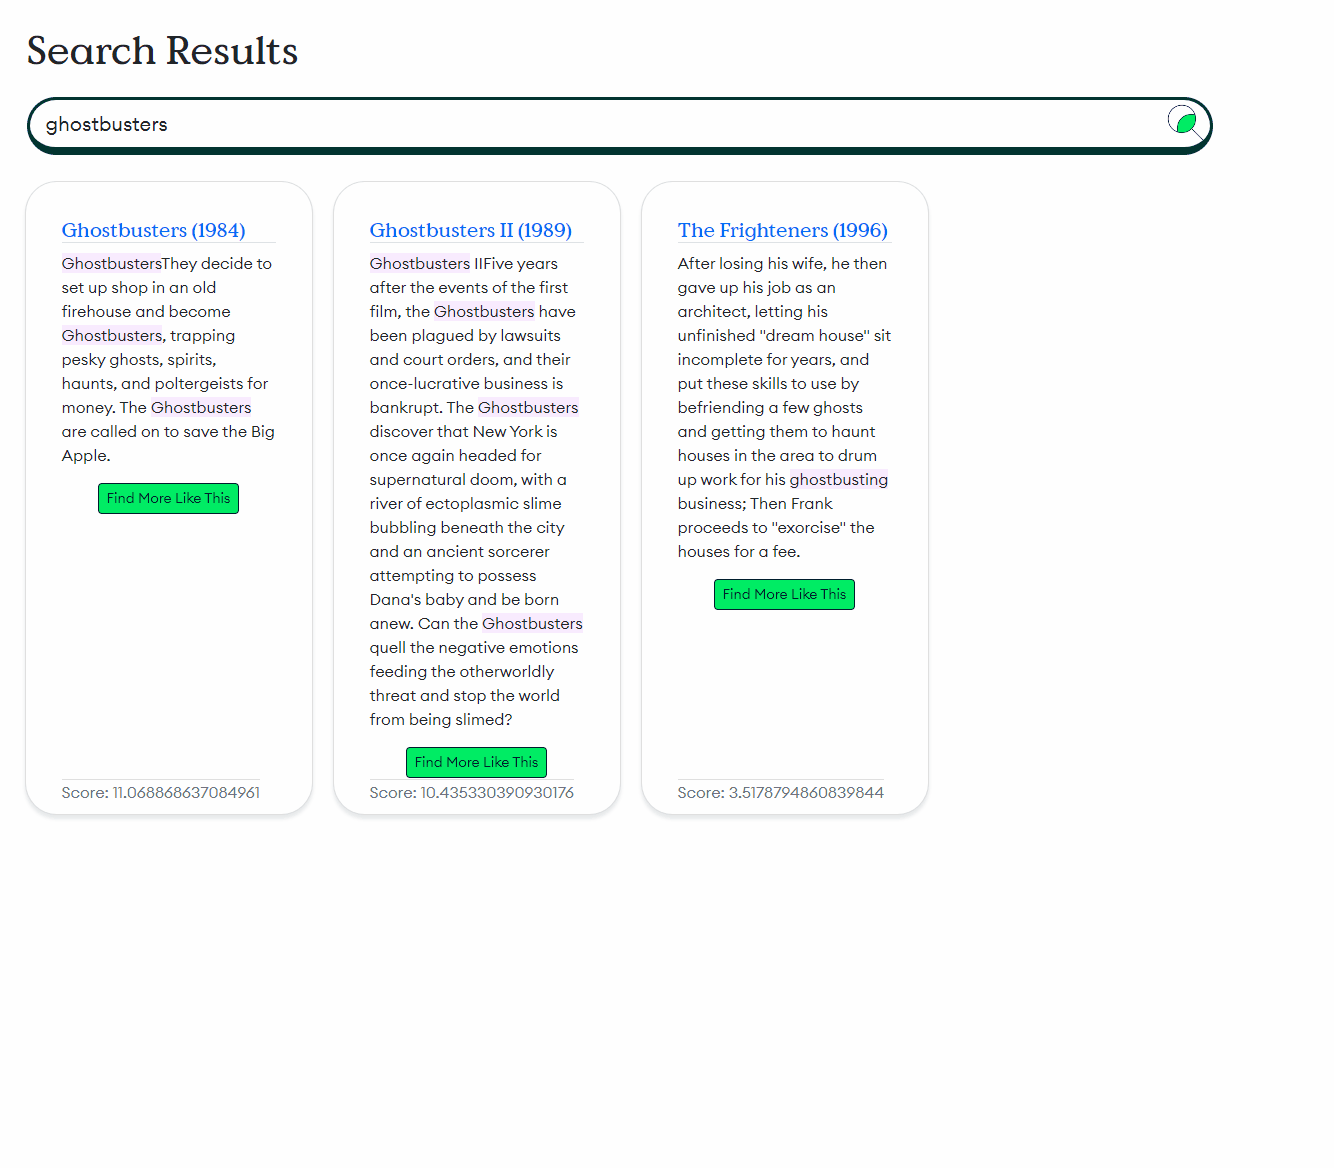 Search Results
ghostbusters
Ghostbusters (1984)
GhostbustersThey decide to
set up shop in an old
firehouse and become
Ghostbusters, trapping
pesky ghosts, spirits,
haunts, and poltergeists for
money. The Ghostbusters
are called on to save the Big
Apple.
Find More Like This
Score: 11.068868637084961
Ghostbusters II (1989)
Ghostbusters IIFive years
after the events of the first
film, the Ghostbusters have
been plagued by lawsuits
and court orders, and their
once-lucrative business is
bankrupt. The Ghostbusters
discover that New York is
once again headed for
supernatural doom, with a
river of ectoplasmic slime
bubbling beneath the city
and an ancient sorcerer
attempting to possess
Dana's baby and be born
anew. Can the Ghostbusters
quell the negative emotions
feeding the otherworldly
threat and stop the world
from being slimed?
Find More Like This
Score: 10.435330390930176
The Frighteners (1996)
After losing his wife, he then
gave up his job as an
architect, letting his
unfinished "dream house" sit
incomplete for years, and
put these skills to use by
befriending a few ghosts
and getting them to haunt
houses in the area to drum
up work for his ghostbusting
business; Then Frank
proceeds to "exorcise" the
houses for a fee.
Find More Like This
Score: 3.5178794860839844